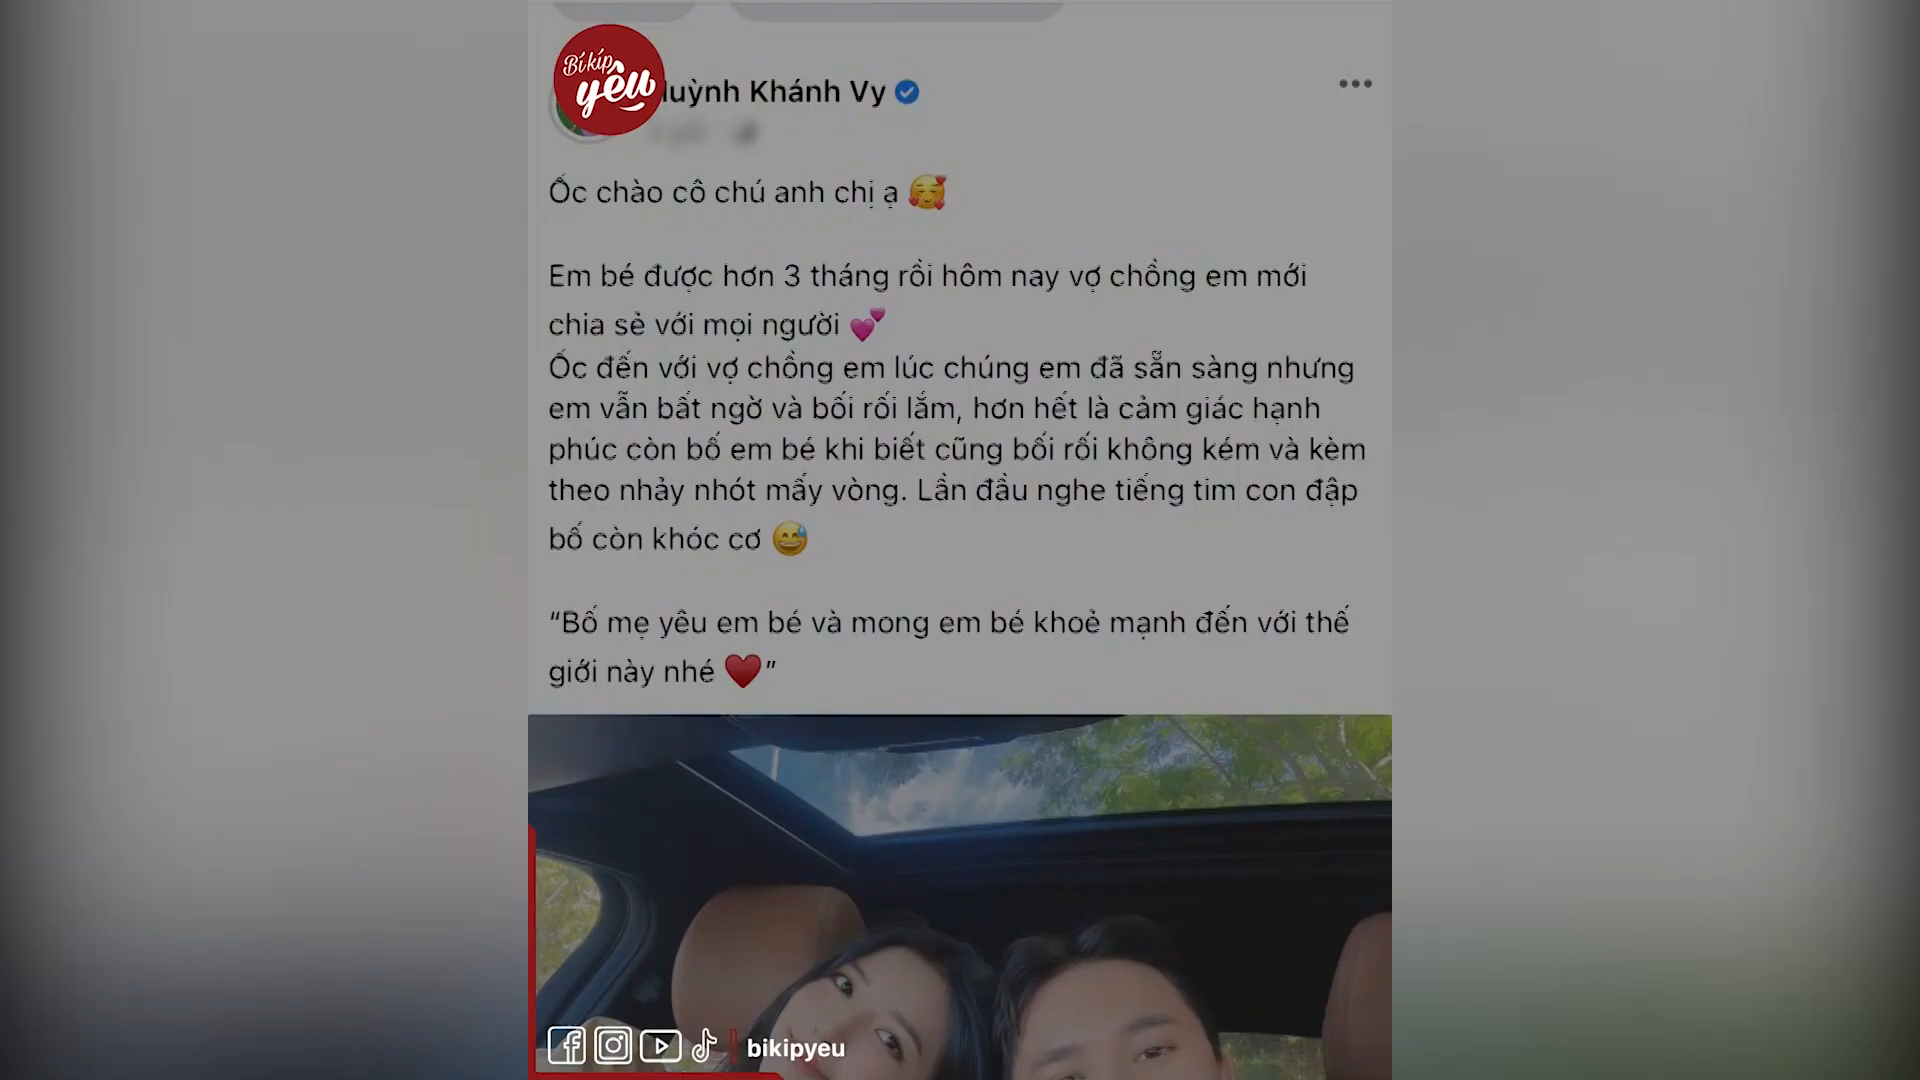 Bí kíp
yêu
uỳnh Khánh Vy
Ốc chào cô chú anh chị ạ 🥰
Em bé được hơn 3 tháng rồi hôm nay vợ chồng em mới
chia sẻ với mọi người 💕
Ốc đến với vợ chồng em lúc chúng em đã sẵn sàng nhưng
em vẫn bất ngờ và bối rối lắm, hơn hết là cảm giác hạnh
phúc còn bố em bé khi biết cũng bối rối không kém và kèm
theo nhảy nhót mấy vòng. Lần đầu nghe tiếng tim con đập
bố còn khóc cơ 😅
“Bố mẹ yêu em bé và mong em bé khoẻ mạnh đến với thế
giới này nhé ♥️”
bikipyeu